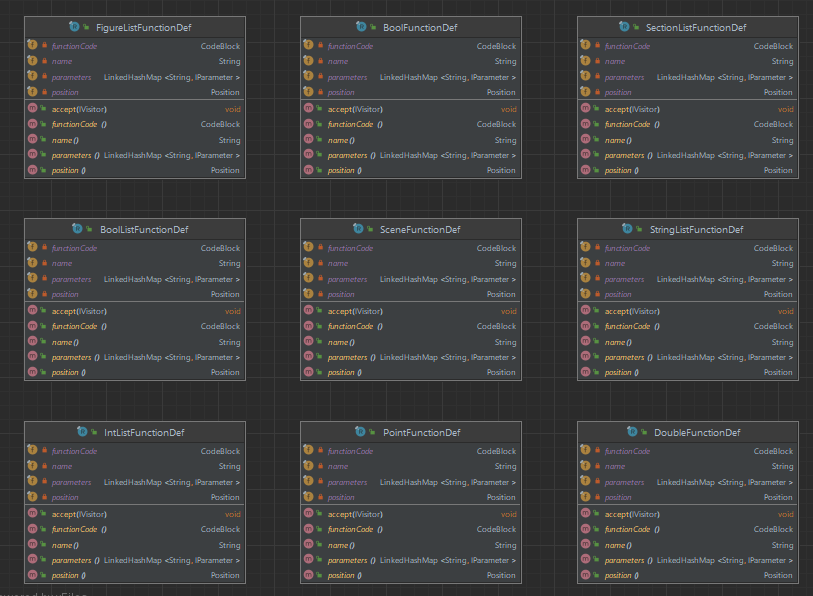 FigureListFunctionDef
functionCode CodeBlock
name String
parameters LinkedHashMap <String, IParameter >
position Position
accept(IVisitor) void
functionCode () CodeBlock
name() String
parameters () LinkedHashMap <String, IParameter >
position () Position
BoolFunctionDef
functionCode CodeBlock
name String
parameters LinkedHashMap <String, IParameter >
position Position
accept(IVisitor) void
functionCode () CodeBlock
name() String
parameters () LinkedHashMap <String, IParameter >
position () Position
SectionListFunctionDef
functionCode CodeBlock
name String
parameters LinkedHashMap <String, IParameter >
position Position
accept(IVisitor) void
functionCode () CodeBlock
name() String
parameters () LinkedHashMap <String, IParameter >
position () Position
BoolListFunctionDef
functionCode CodeBlock
name String
parameters LinkedHashMap <String, IParameter >
position Position
accept(IVisitor) void
functionCode () CodeBlock
name() String
parameters () LinkedHashMap <String, IParameter >
position () Position
SceneFunctionDef
functionCode CodeBlock
name String
parameters LinkedHashMap <String, IParameter >
position Position
accept(IVisitor) void
functionCode () CodeBlock
name() String
parameters () LinkedHashMap <String, IParameter >
position () Position
StringListFunctionDef
functionCode CodeBlock
name String
parameters LinkedHashMap <String, IParameter >
position Position
accept(IVisitor) void
functionCode () CodeBlock
name() String
parameters () LinkedHashMap <String, IParameter >
position () Position
IntListFunctionDef
functionCode CodeBlock
name String
parameters LinkedHashMap <String, IParameter >
position Position
accept(IVisitor) void
functionCode () CodeBlock
name() String
parameters () LinkedHashMap <String, IParameter >
position () Position
PointFunctionDef
functionCode CodeBlock
name String
parameters LinkedHashMap <String, IParameter >
position Position
accept(IVisitor) void
functionCode () CodeBlock
name() String
parameters () LinkedHashMap <String, IParameter >
position () Position
DoubleFunctionDef
functionCode CodeBlock
name String
parameters LinkedHashMap <String, IParameter >
position Position
accept(IVisitor) void
functionCode () CodeBlock
name() String
parameters () LinkedHashMap <String, IParameter >
position () Position